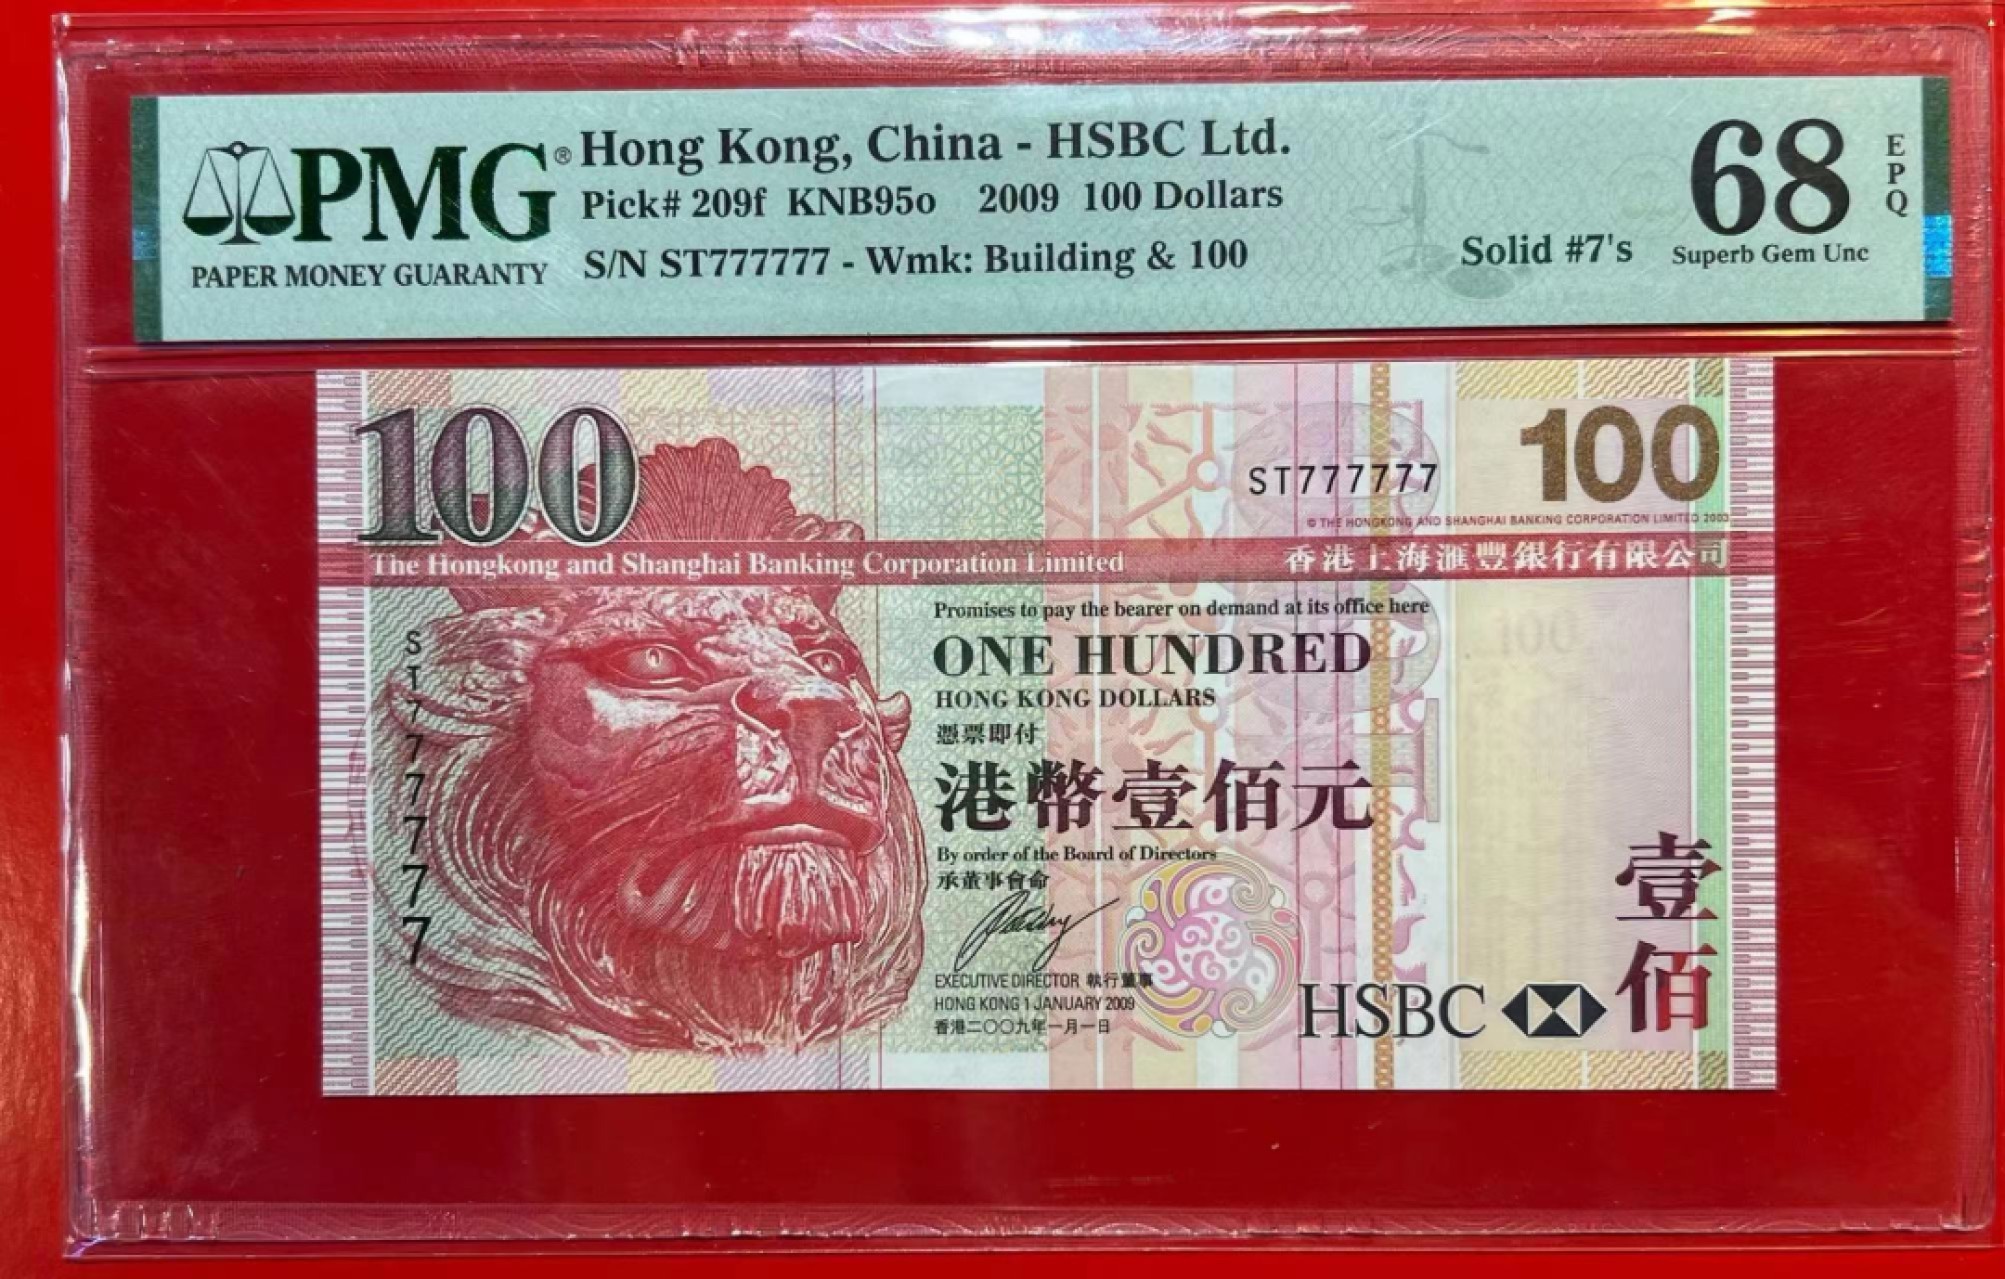 PMG®
PAPER MONEY GUARANTY
Hong Kong, China - HSBC Ltd.
Pick# 209f KNB95o 2009 100 Dollars
S/N ST777777 - Wmk: Building & 100
Solid #7's
68
EPQ
Superb Gem Unc
100
ST777777
100
© THE HONGKONG AND SHANGHAI BANKING CORPORATION LIMITED 2003
The Hongkong and Shanghai Banking Corporation Limited
香港上海滙豐銀行有限公司
ST777777
Promises to pay the bearer on demand at its office here
ONE HUNDRED
HONG KONG DOLLARS
憑票即付
港幣壹佰元
100
By order of the Board of Directors
承董事會命
EXECUTIVE DIRECTOR 執行董事
HONG KONG 1 JANUARY 2009
香港二〇〇九年一月一日
HSBC
壹佰